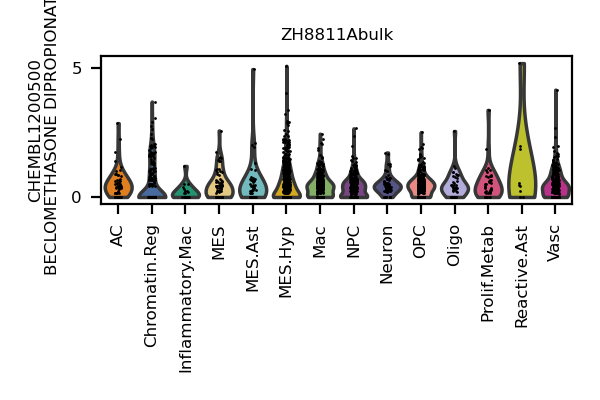 ZH8811Abulk
CHEMBL1200500
BECLOMETHASONE DIPROPIONAT
5
0
AC
Chromatin.Reg
Inflammatory.Mac
MES
MES.Ast
MES.Hyp
Mac
NPC
Neuron
OPC
Oligo
Prolif.Metab
Reactive.Ast
Vasc